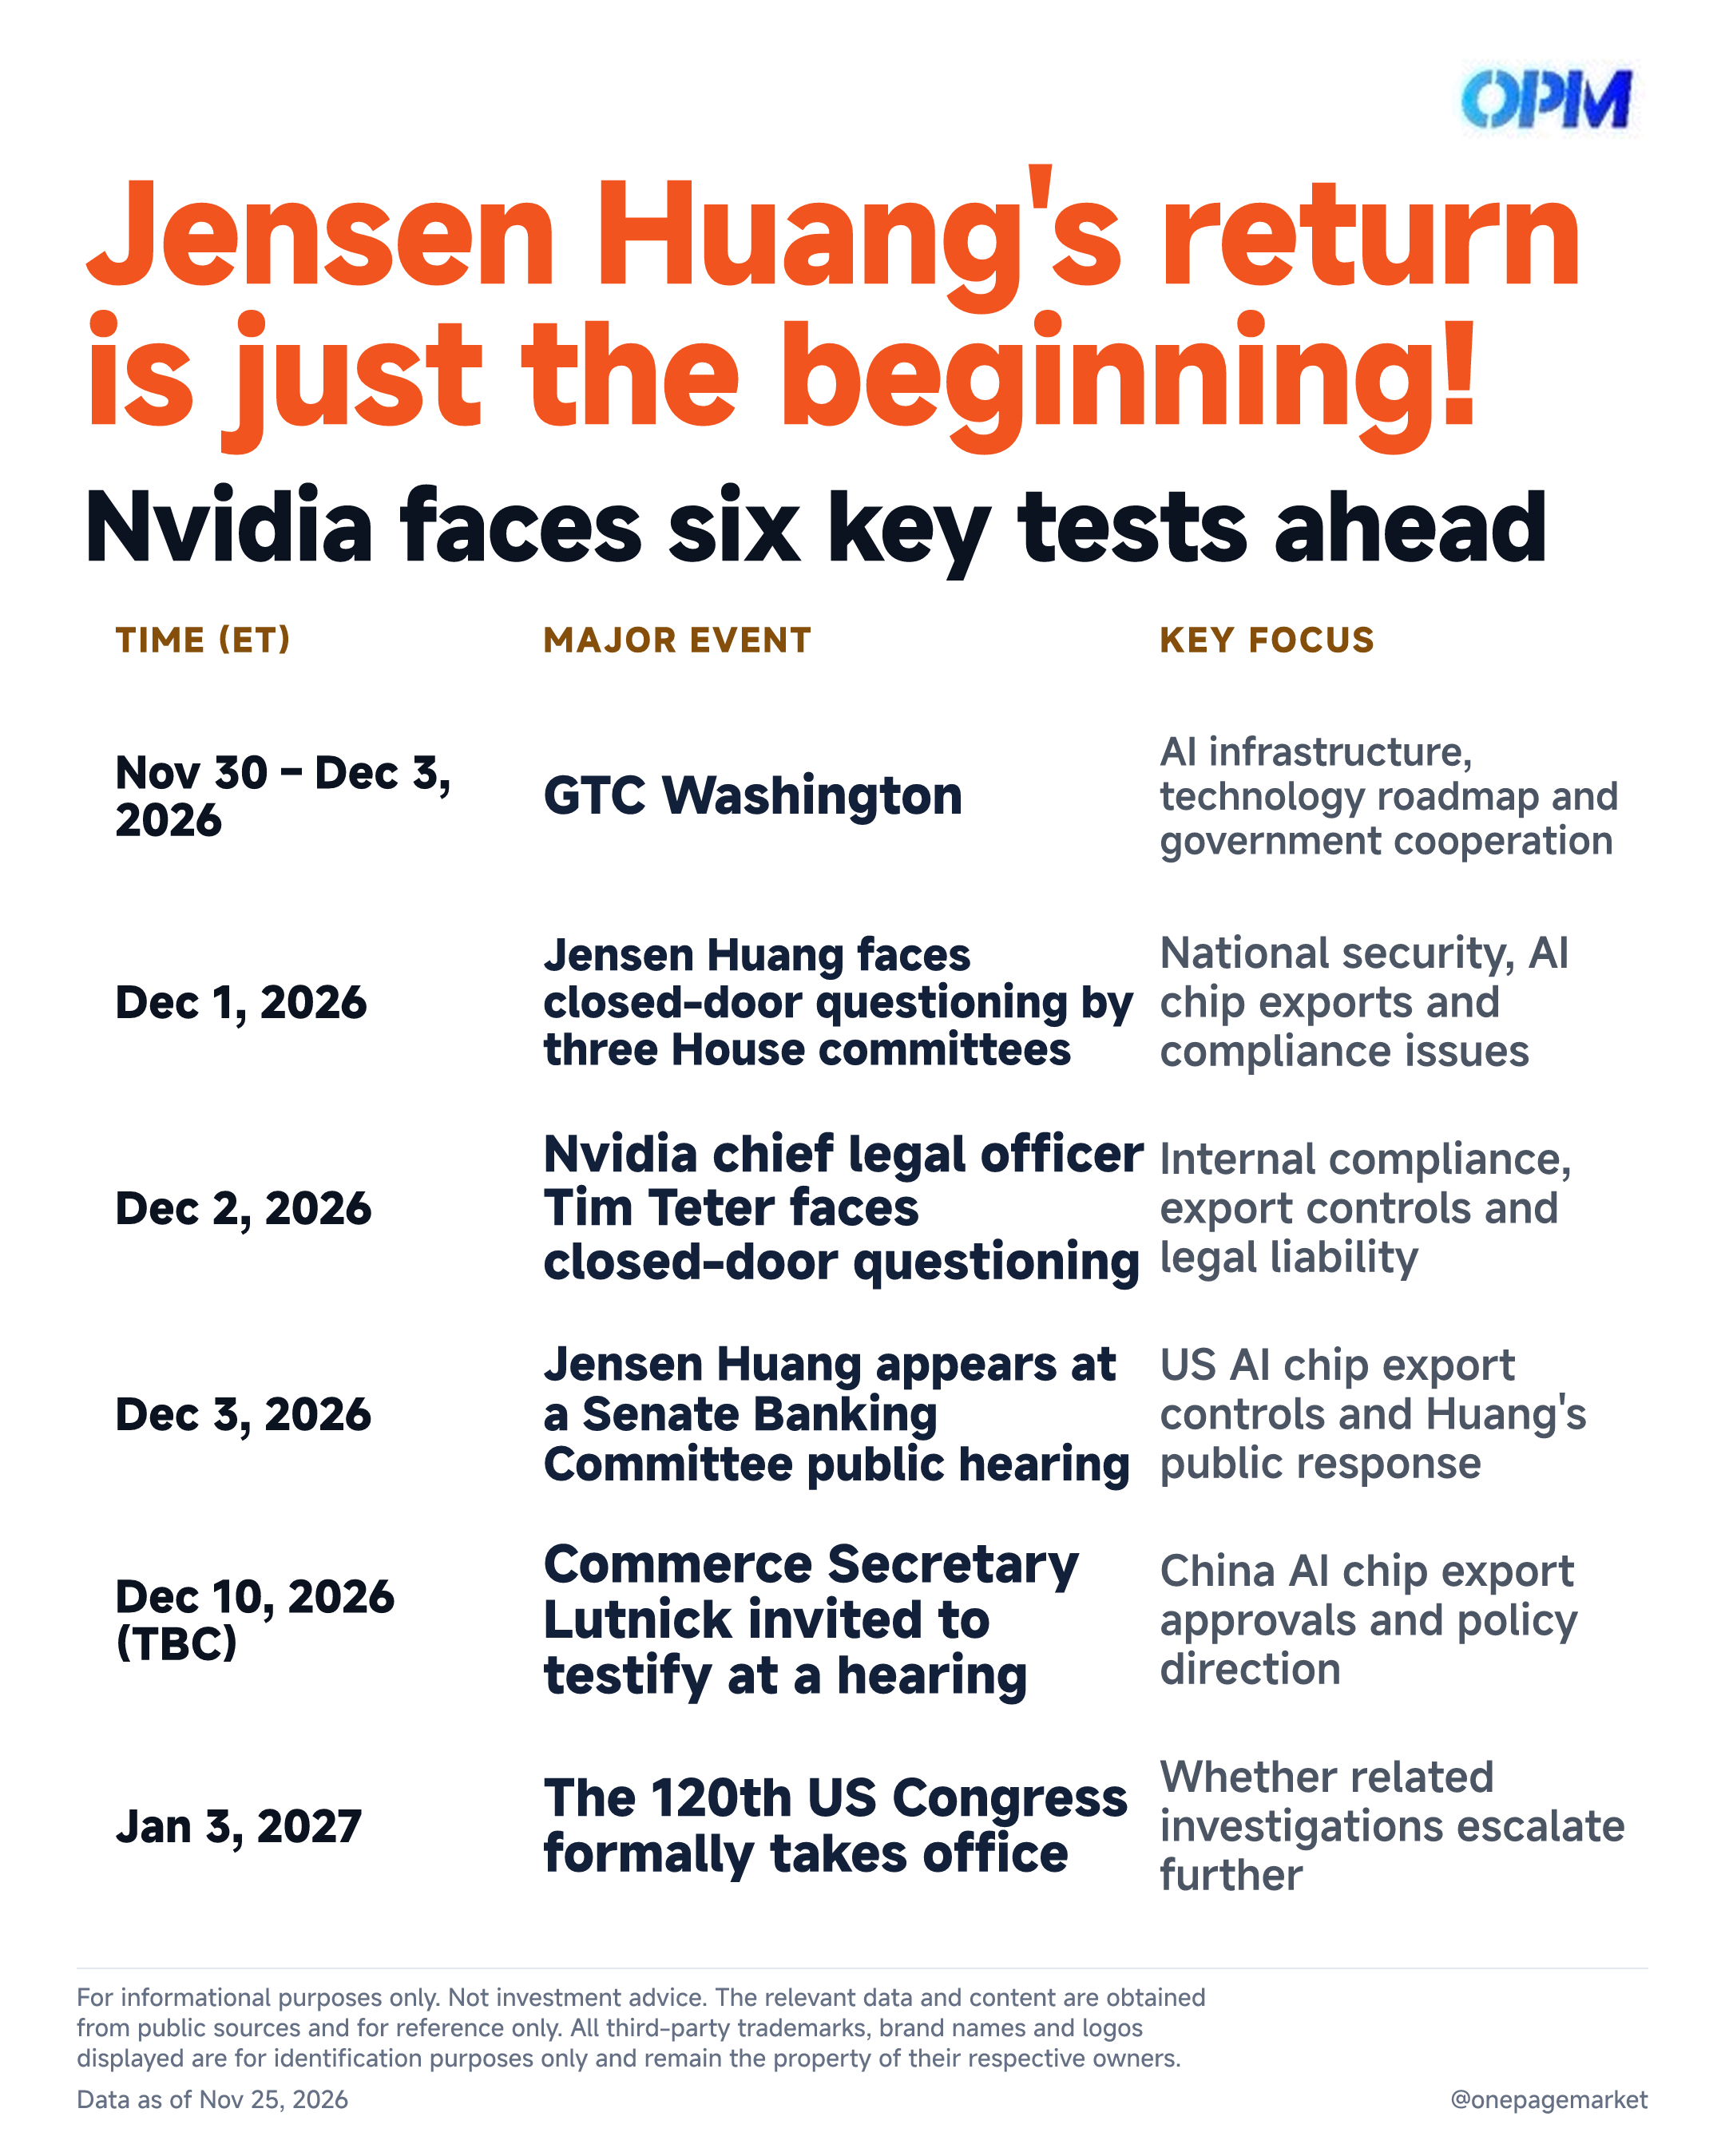 OPM
Jensen Huang's return
is just the beginning!
Nvidia faces six key tests ahead
TIME (ET)
MAJOR EVENT
KEY FOCUS
Nov 30 – Dec 3,
2026
GTC Washington
AI infrastructure,
technology roadmap and
government cooperation
Dec 1, 2026
Jensen Huang faces
closed-door questioning by
three House committees
National security, AI
chip exports and
compliance issues
Dec 2, 2026
Nvidia chief legal officer
Tim Teter faces
closed-door questioning
Internal compliance,
export controls and
legal liability
Dec 3, 2026
Jensen Huang appears at
a Senate Banking
Committee public hearing
US AI chip export
controls and Huang's
public response
Dec 10, 2026
(TBC)
Commerce Secretary
Lutnick invited to
testify at a hearing
China AI chip export
approvals and policy
direction
Jan 3, 2027
The 120th US Congress
formally takes office
Whether related
investigations escalate
further
For informational purposes only. Not investment advice. The relevant data and content are obtained
from public sources and for reference only. All third-party trademarks, brand names and logos
displayed are for identification purposes only and remain the property of their respective owners.
Data as of Nov 25, 2026
@onepagemarket